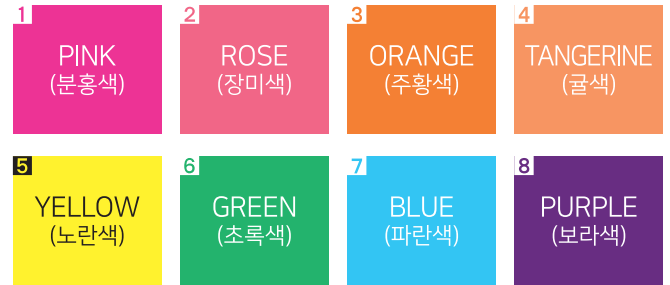 1
PINK
(분홍색)
2
ROSE
(장미색)
3
ORANGE
(주황색)
4
TANGERINE
(귤색)
5
YELLOW
(노란색)
6
GREEN
(초록색)
7
BLUE
(파란색)
8
PURPLE
(보라색)